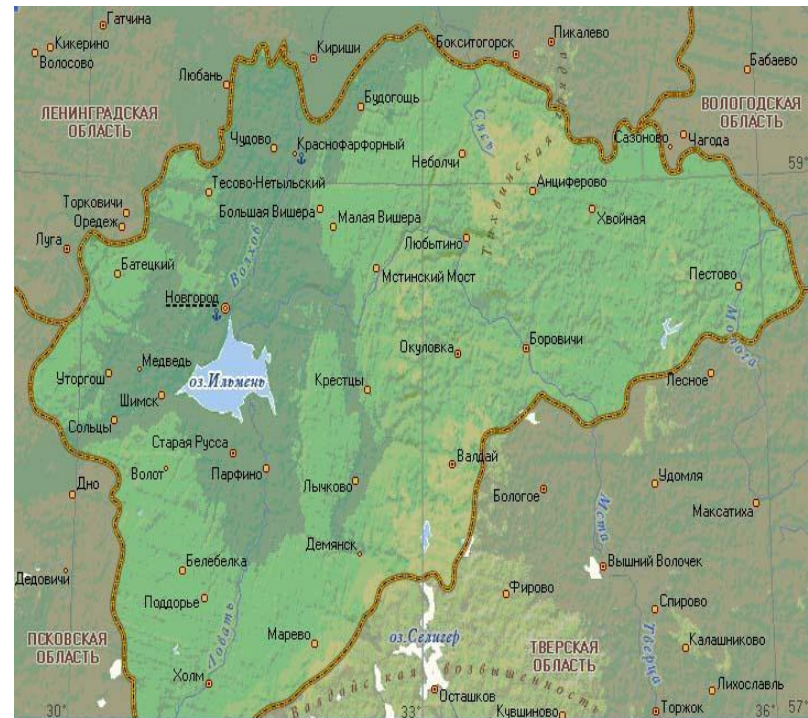 Гатчина
Кикерино
Волосово
Кириши
Бокситогорск
Пикалево
Бабаево
Любань
ЛЕНИНГРАДСКАЯ
ОБЛАСТЬ
Будогощь
Сясь
Тихвинская гряда
ВОЛОГОДСКАЯ
ОБЛАСТЬ
Чудово
Краснофарфорный
Неболчи
Сазоново
Чагода
59°
Тесово-Нетыльский
Анциферово
Торковичи
Оредеж
Большая Вишера
Малая Вишера
Хвойная
Луга
Волхов
Любытино
Батецкий
Мстинский Мост
Пестово
Новгород
Молога
Медведь
Окуловка
Боровичи
Уторгош
оз.Ильмень
Крестцы
Лесное
Шимск
Сольцы
Старая Русса
Валдай
Волот
Парфино
Лычково
Бологое
Удомля
Дно
Мста
Максатиха
Демянск
Белебелка
Вышний Волочек
Дедовичи
Фирово
Поддорье
Спирово
Ловать
Тверца
ПСКОВСКАЯ
ОБЛАСТЬ
Марево
оз.Селигер
ТВЕРСКАЯ
ОБЛАСТЬ
Калашниково
Холм
Валдайская возвышенность
Осташков
Лихославль
30°
33°
Кувшиново
Торжок
36°
57°